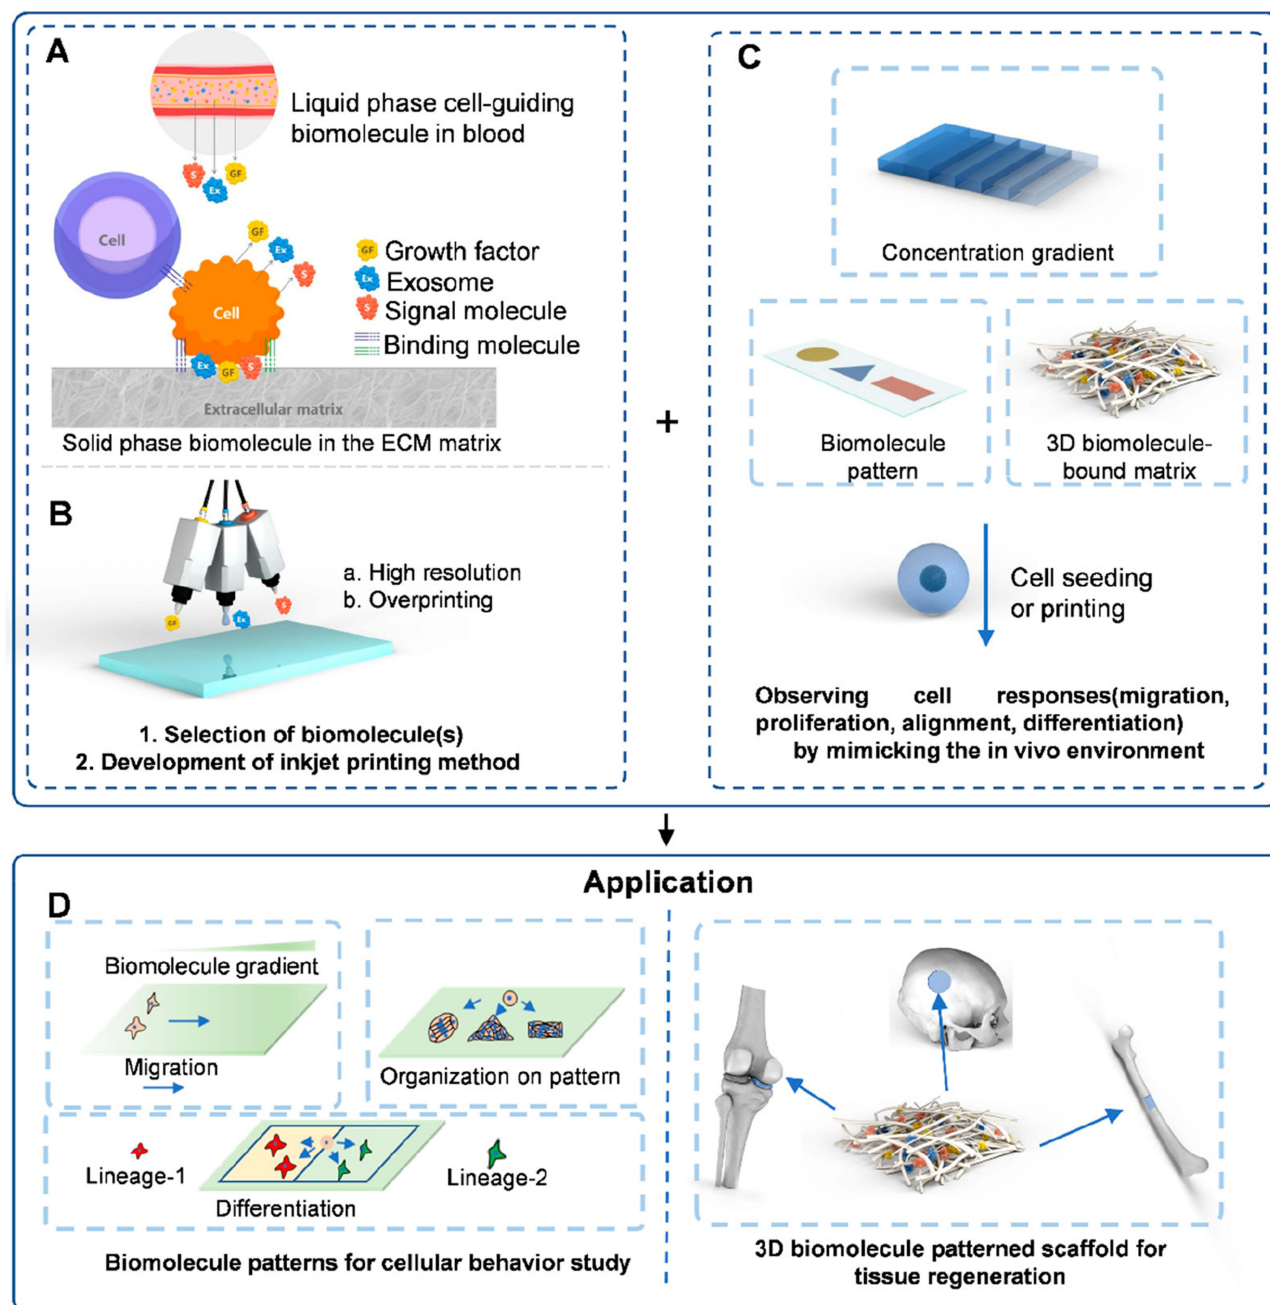 A
Liquid phase cell-guiding
biomolecule in blood
S
Ex
GF
Cell
GF
Ex
S
Cell
GF Growth factor
Ex Exosome
S Signal molecule
Binding molecule
Ex
GF
S
Extracellular matrix
Solid phase biomolecule in the ECM matrix
B
a. High resolution
b. Overprinting
GF
Ex
S
1. Selection of biomolecule(s)
2. Development of inkjet printing method
+
C
Concentration gradient
Biomolecule
pattern
3D biomolecule-
bound matrix
Cell seeding
or printing
Observing cell responses(migration,
proliferation, alignment, differentiation)
by mimicking the in vivo environment
Application
D
Biomolecule gradient
Migration
Organization on pattern
Lineage-1
Lineage-2
Differentiation
Biomolecule patterns for cellular behavior study
3D biomolecule patterned scaffold for
tissue regeneration